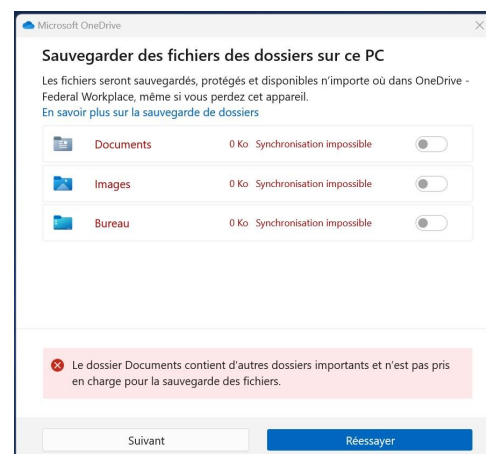 Microsoft OneDrive
Sauvegarder des fichiers des dossiers sur ce PC
Les fichiers seront sauvegardés, protégés et disponibles n'importe où dans OneDrive -
Federal Workplace, même si vous perdez cet appareil.
En savoir plus sur la sauvegarde de dossiers
Documents 0 Ko Synchronisation impossible
Images 0 Ko Synchronisation impossible
Bureau 0 Ko Synchronisation impossible
Le dossier Documents contient d'autres dossiers importants et n'est pas pris
en charge pour la sauvegarde des fichiers.
Suivant Réessayer